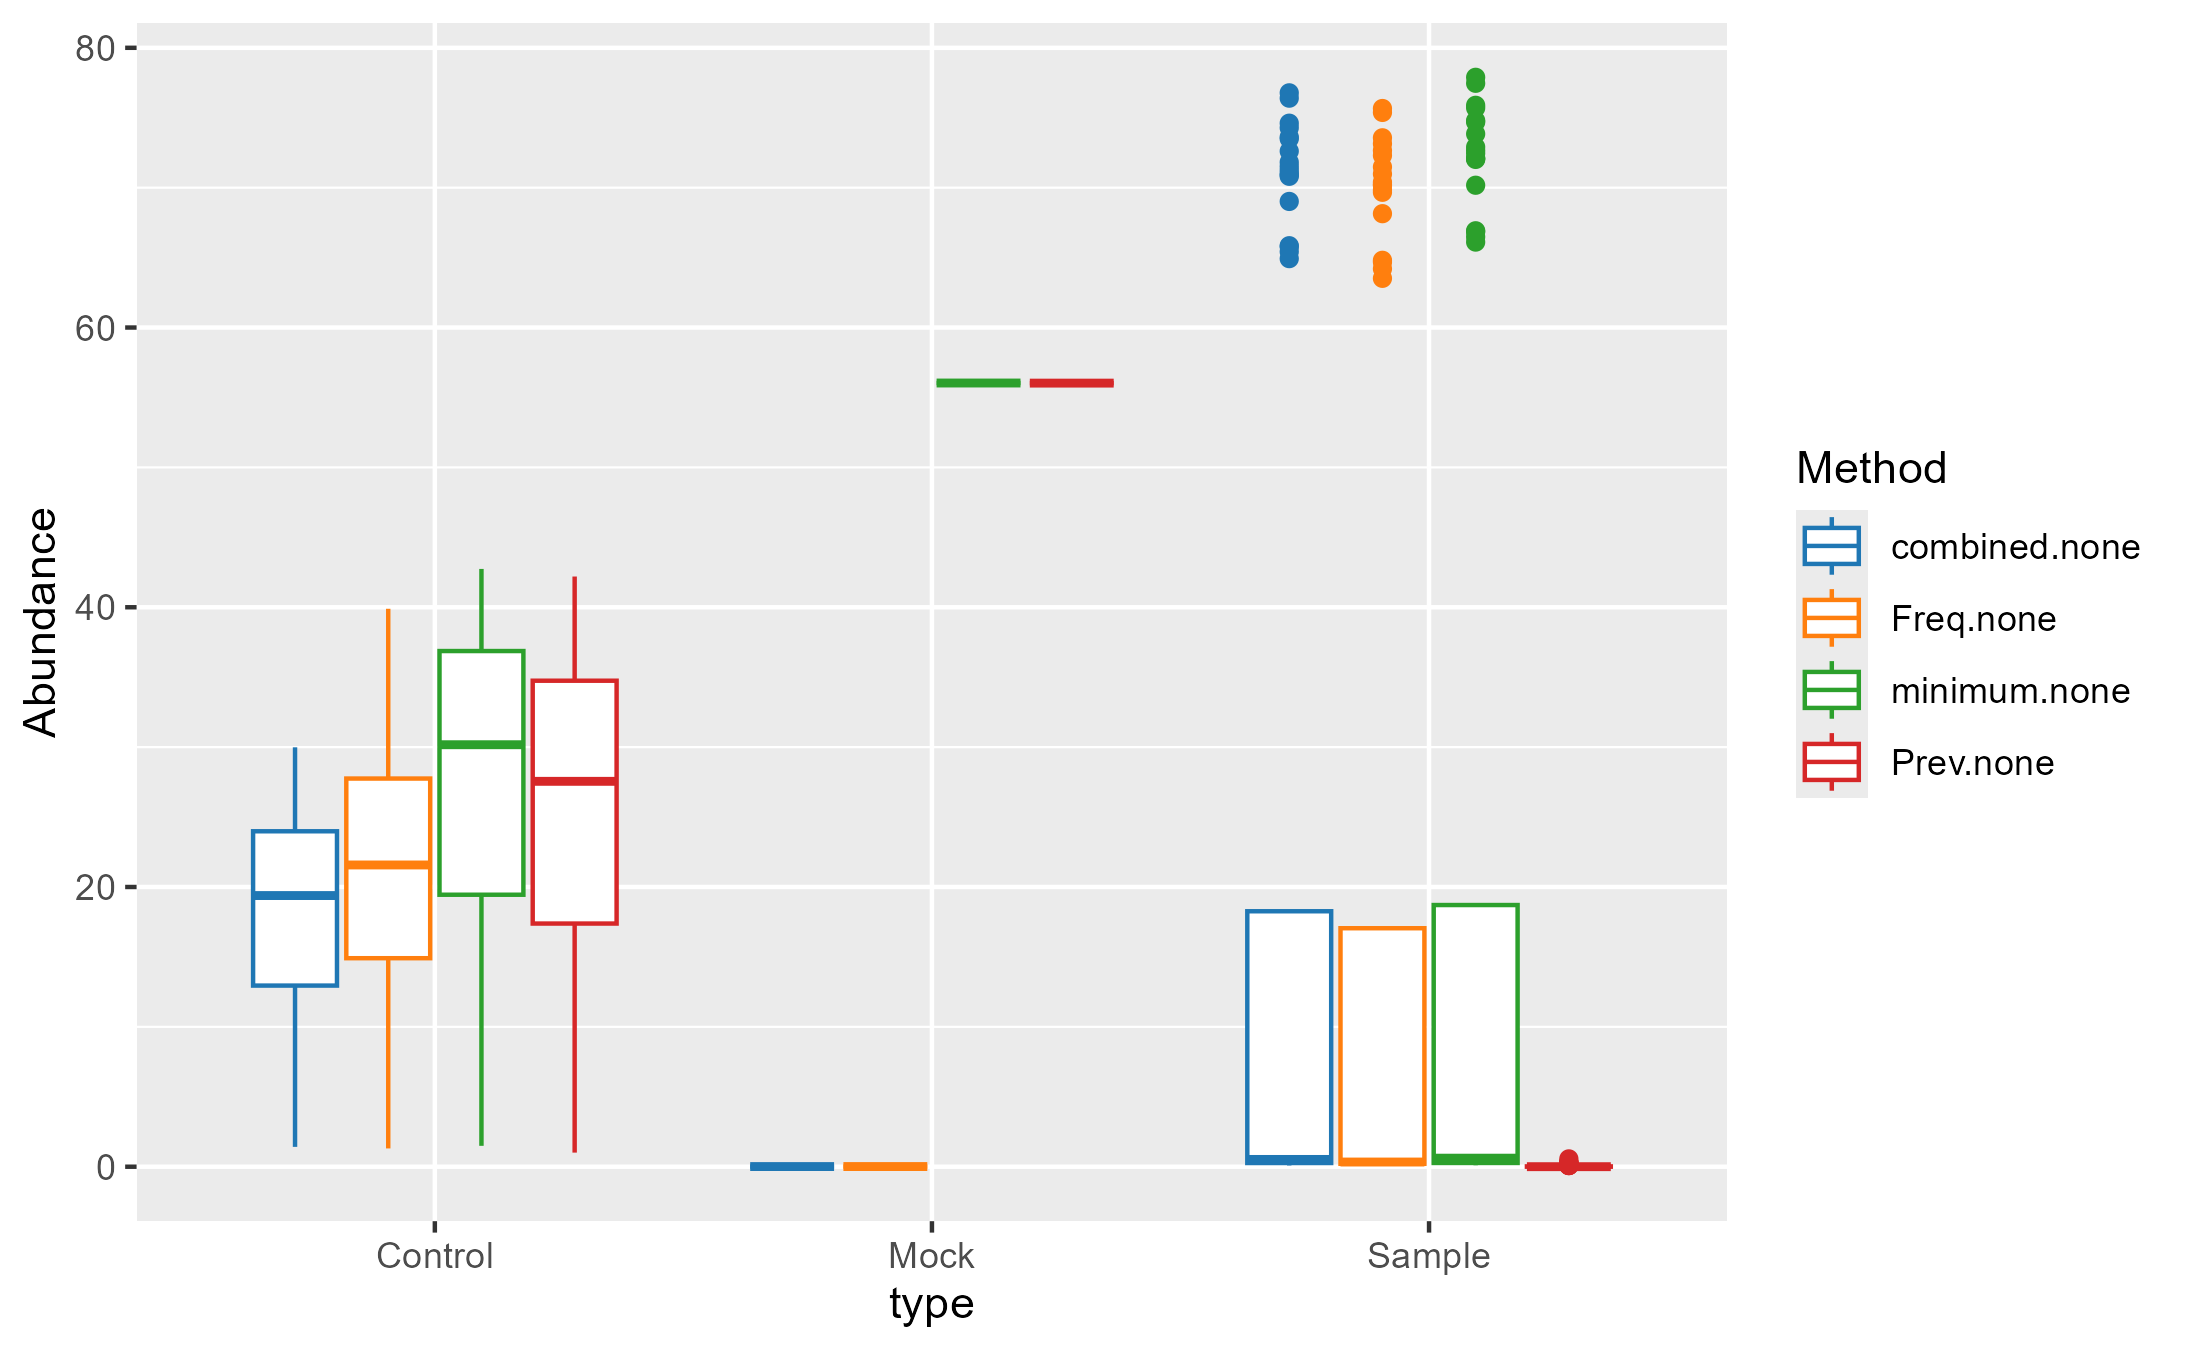 80
60
40
20
0
Abundance
Control
Mock
Sample
type
Method
combined.none
Freq.none
minimum.none
Prev.none